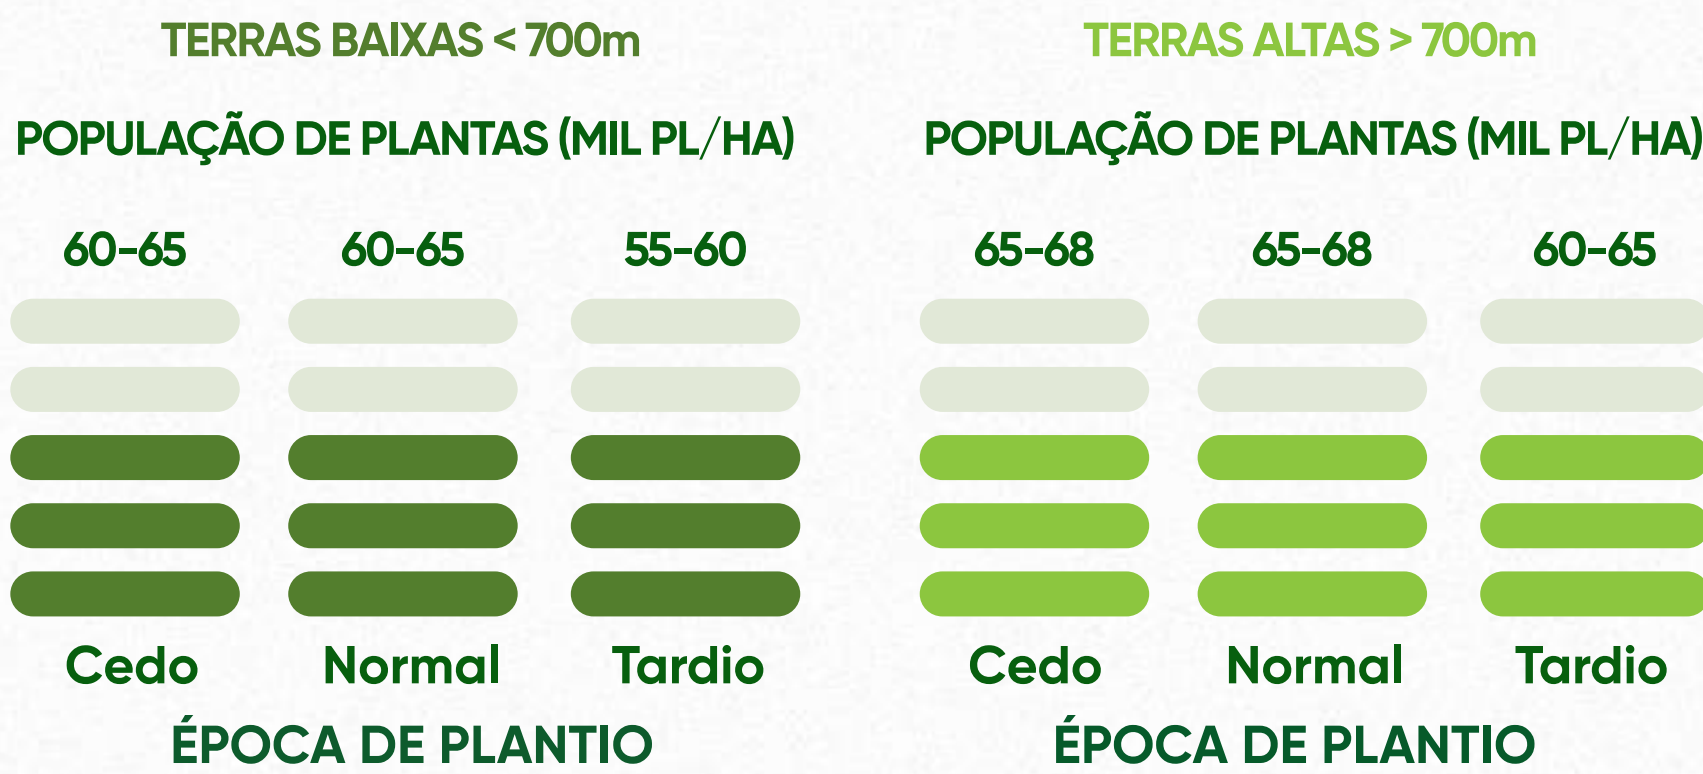 TERRAS BAIXAS < 700m
POPULAÇÃO DE PLANTAS (MIL PL/HA)
60-65 60-65 55-60
Cedo Normal Tardio
ÉPOCA DE PLANTIO
TERRAS ALTAS > 700m
POPULAÇÃO DE PLANTAS (MIL PL/HA)
65-68 65-68 60-65
Cedo Normal Tardio
ÉPOCA DE PLANTIO